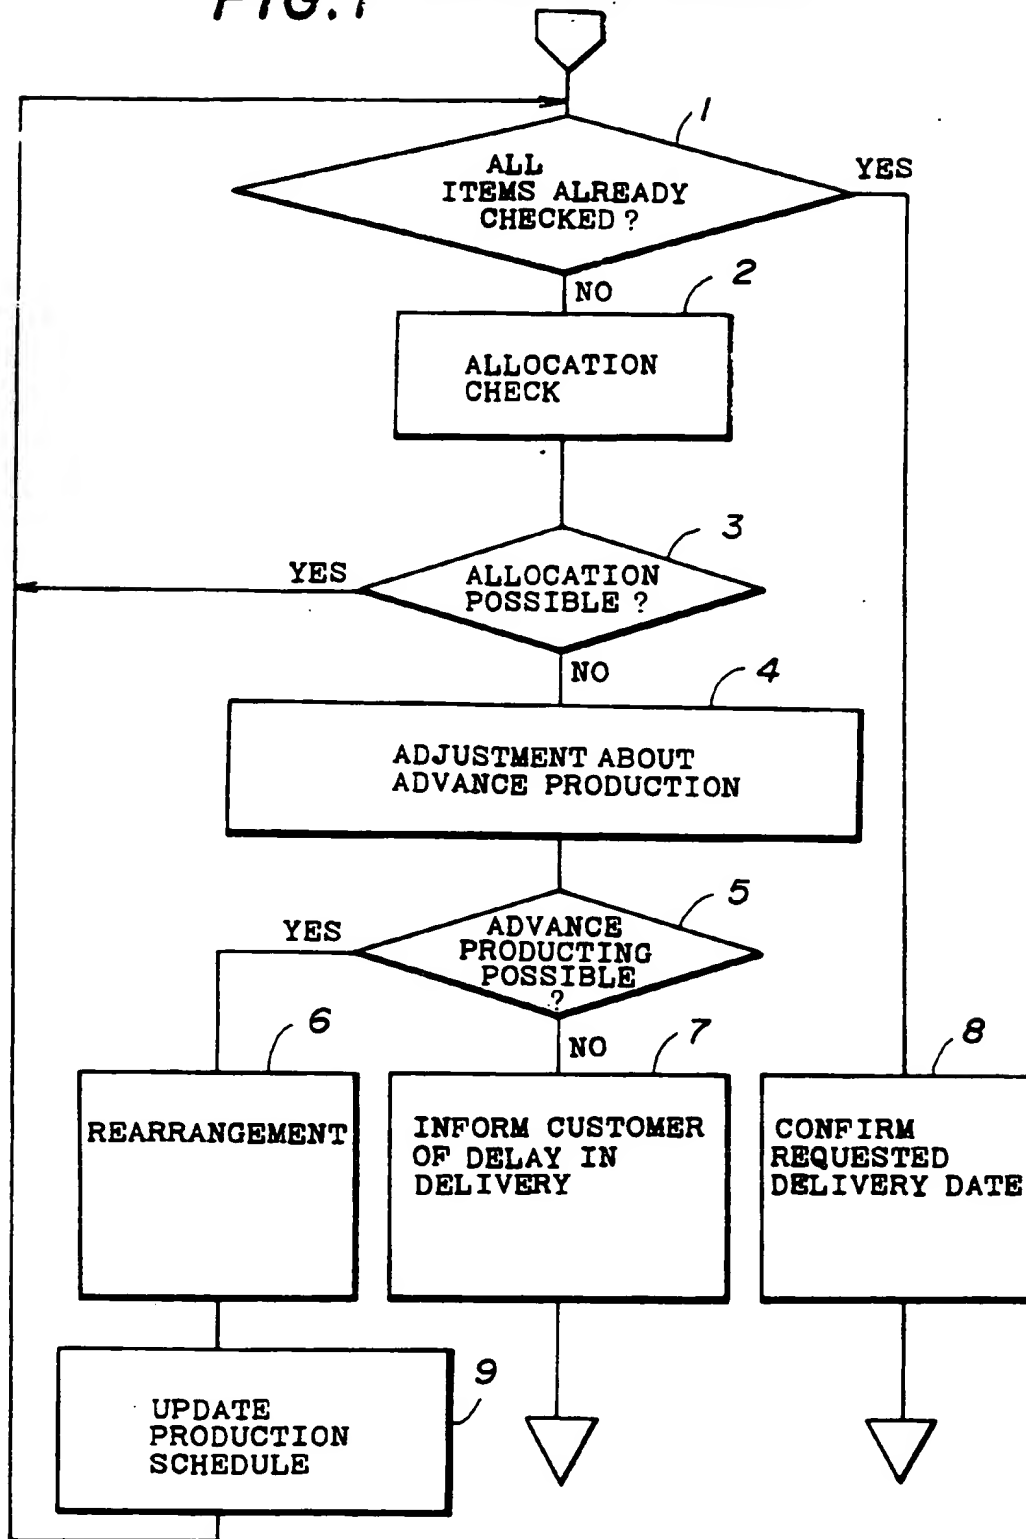 FIG.1
1
ALL
ITEMS ALREADY
CHECKED ?
YES
NO
2
ALLOCATION
CHECK
3
YES
ALLOCATION
POSSIBLE ?
NO
4
ADJUSTMENT ABOUT
ADVANCE PRODUCTION
5
YES
ADVANCE
PRODUCTING
POSSIBLE
?
NO
6
REARRANGEMENT
7
INFORM CUSTOMER
OF DELAY IN
DELIVERY
8
CONFIRM
REQUESTED
DELIVERY DATE
9
UPDATE
PRODUCTION
SCHEDULE